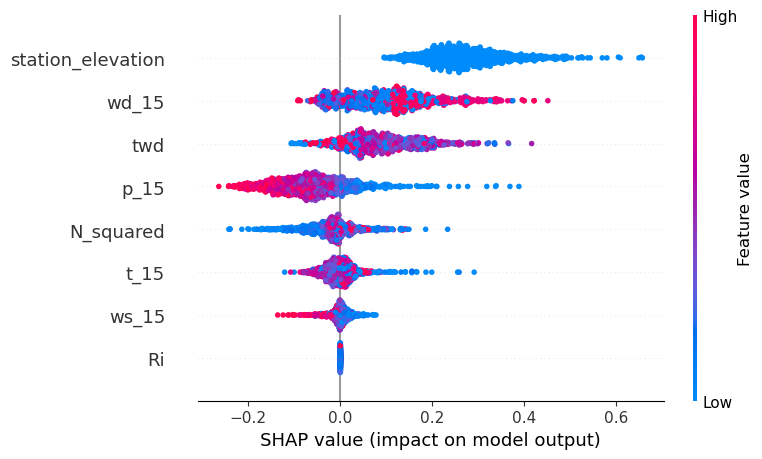 High
station_elevation
wd_15
twd
p_15
N_squared
t_15
ws_15
Ri
Feature value
Low
−0.2 0.0 0.2 0.4 0.6
SHAP value (impact on model output)